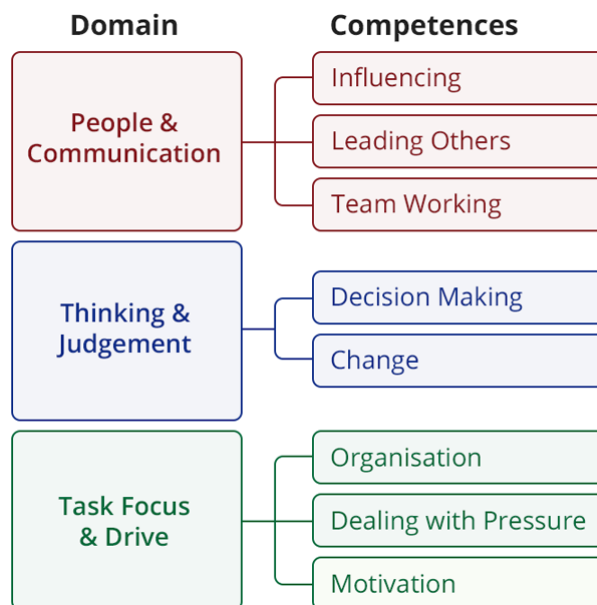 Domain
Competences
People &
Communication
Influencing
Leading Others
Team Working
Thinking &
Judgement
Decision Making
Change
Task Focus
& Drive
Organisation
Dealing with Pressure
Motivation